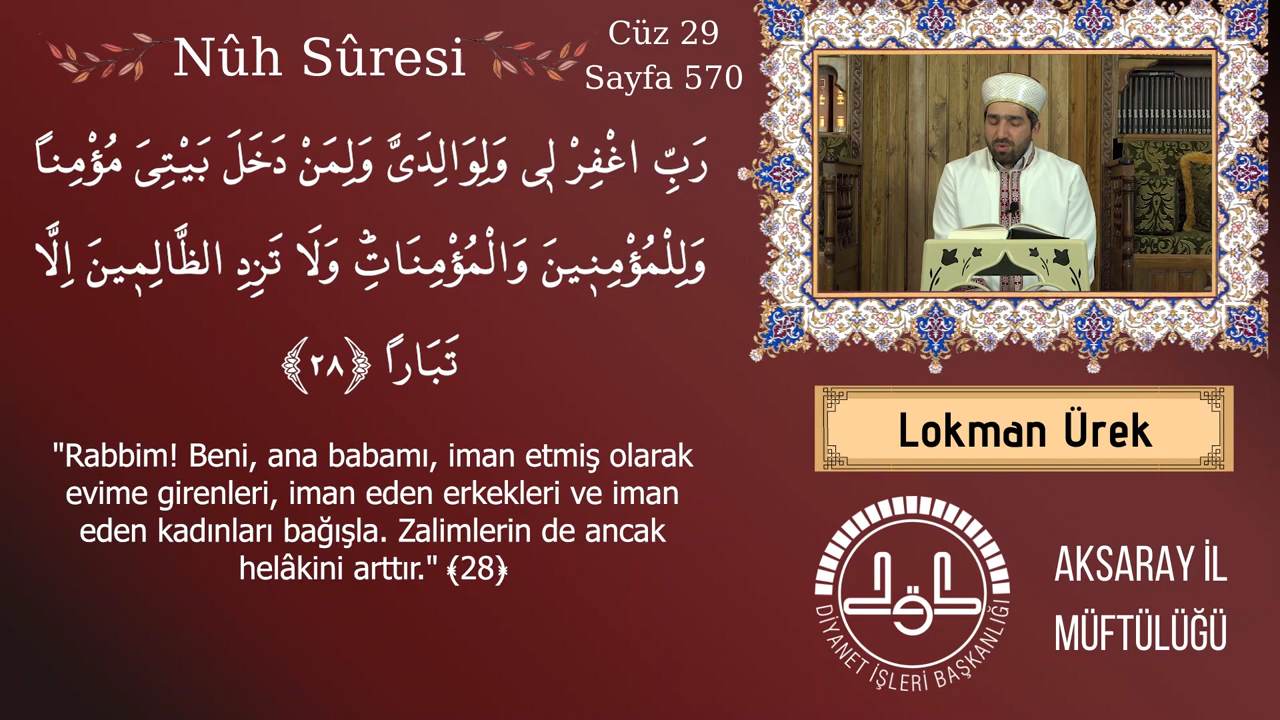 Nûh Sûresi
Cüz 29
Sayfa 570
رَبِّ اغْفِرْ ل۪ى وَلِوَالِدَىَّ وَلِمَنْ دَخَلَ بَيْتِىَ مُؤْمِناً
وَلِلْمُؤْمِن۪ينَ وَالْمُؤْمِنَاتِۜ وَلَا تَزِدِ الظَّالِم۪ينَ اِلَّا
تَبَاراً ﴿٢٨﴾
"Rabbim! Beni, ana babamı, iman etmiş olarak
evime girenleri, iman eden erkekleri ve iman
eden kadınları bağışla. Zalimlerin de ancak
helâkini arttır." ﴾28﴿
Lokman Ürek
DİYANET İŞLERİ BAŞKANLIĞI
AKSARAY İL
MÜFTÜLÜĞÜ